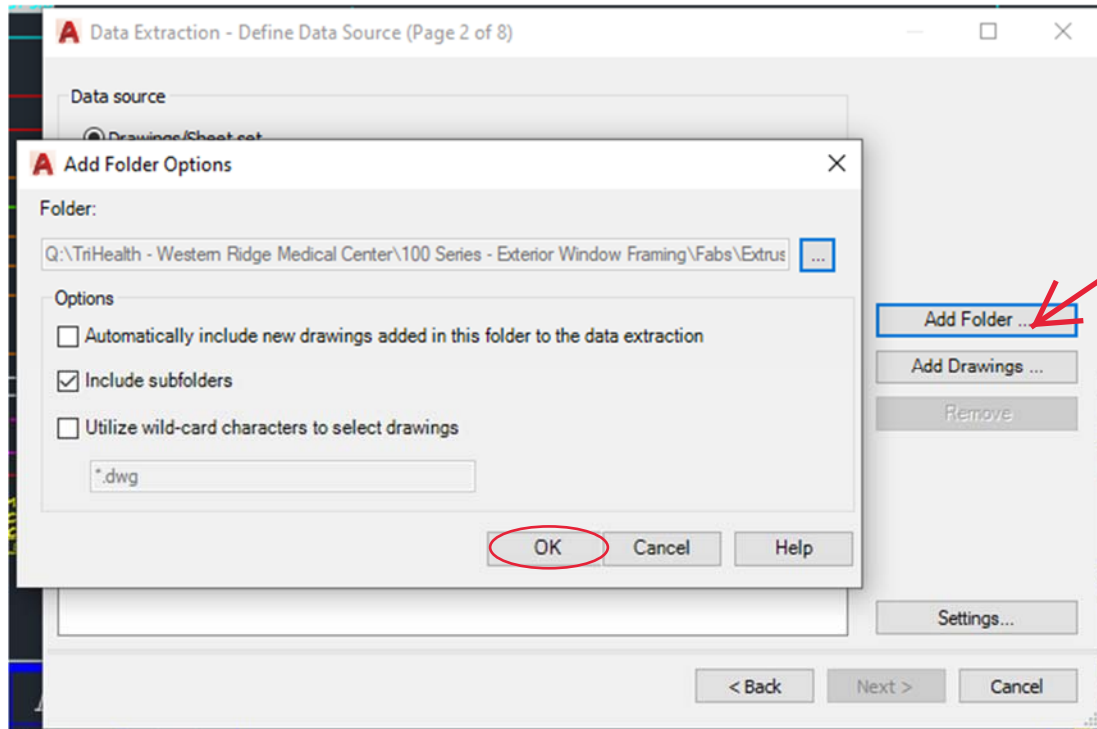 Data Extraction - Define Data Source (Page 2 of 8)
Data source
Drawings/Sheet set
Add Folder Options
Folder:
Q:\TriHealth - Western Ridge Medical Center\100 Series - Exterior Window Framing\Fabs\Extrus
...
Options
Automatically include new drawings added in this folder to the data extraction
Include subfolders
Utilize wild-card characters to select drawings
*.dwg
OK Cancel Help
Add Folder ...
Add Drawings ...
Remove
Settings...
< Back Next > Cancel